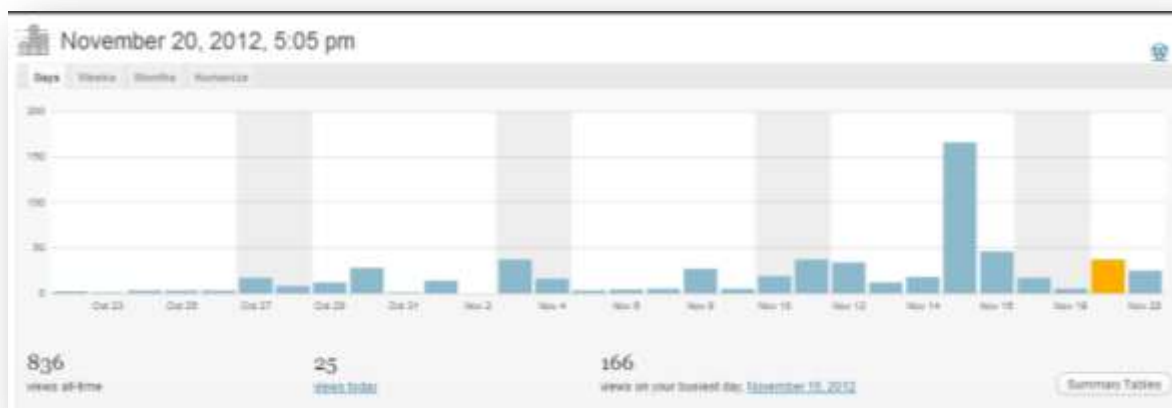 November 20, 2012, 5:05 pm
Days Weeks Months Summaries
200
150
100
50
0
Oct 23 Oct 25 Oct 27 Oct 29 Oct 31 Nov 2 Nov 4 Nov 6 Nov 8 Nov 10 Nov 12 Nov 14 Nov 16 Nov 18 Nov 20
836 25 166
views all-time views today views on your busiest day, November 15, 2012
Summary Tables